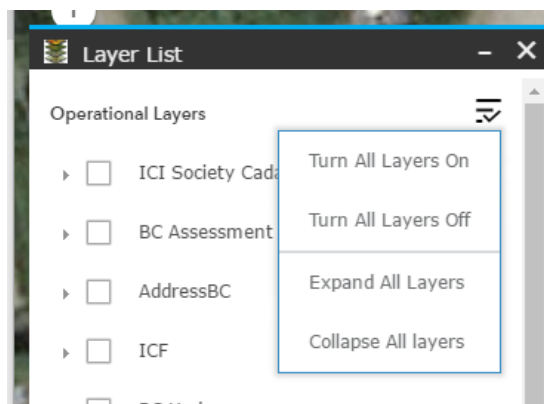 Layer List
Operational Layers
Turn All Layers On
ICI Society
Turn All Layers Off
BC Assessment
Expand All Layers
AddressBC
Collapse All layers
ICF